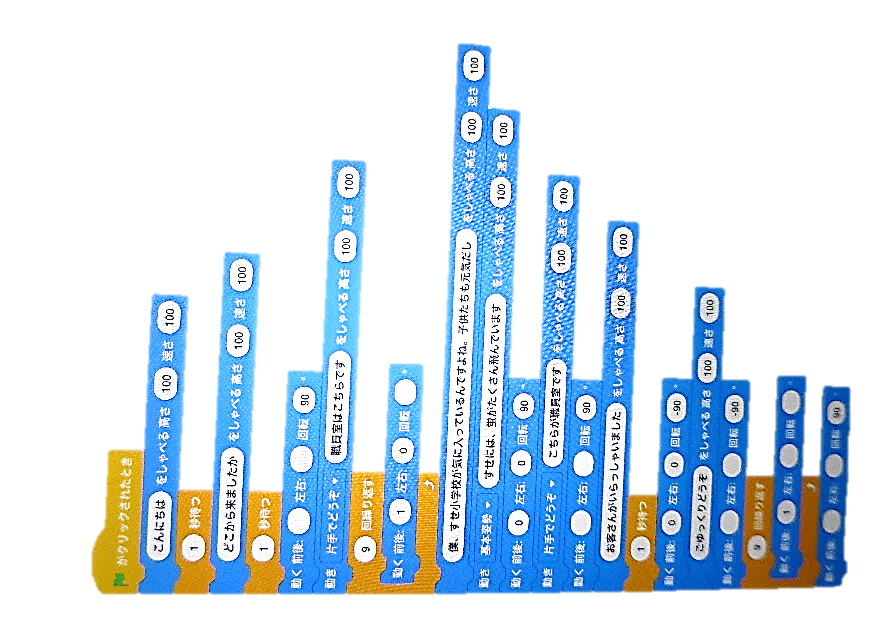 がクリックされたとき
こんにちは をしゃべる 高さ 100 速さ 100
1 秒待つ
どこから来ましたか をしゃべる 高さ 100 速さ 100
1 秒待つ
動く 前後: 左右: 回転 90 °
動き 片手でどうぞ 職員室はこちらです をしゃべる 高さ 100 速さ 100
9 回繰り返す
動く 前後: 1 左右: 0 回転 °
僕、すせ小学校が気に入っているんですよね。子供たちも元気だし をしゃべる 高さ 100 速さ 100
動き 基本姿勢 すせには、蛍がたくさん飛んでいます をしゃべる 高さ 100 速さ 100
動く 前後: 0 左右: 0 回転 90 °
動き 片手でどうぞ こちらが職員室です をしゃべる 高さ 100 速さ 100
動く 前後: 左右: 回転 90 °
お客さんがいらっしゃいました をしゃべる 高さ 100 速さ 100
1 秒待つ
動く 前後: 0 左右: 0 回転 -90 °
ごゆっくりどうぞ をしゃべる 高さ 100 速さ 100
動く 前後: 左右: 回転 -90 °
9 回繰り返す
動く 前後: 1 左右: 回転 °
動く 前後: 左右: 回転 90 °